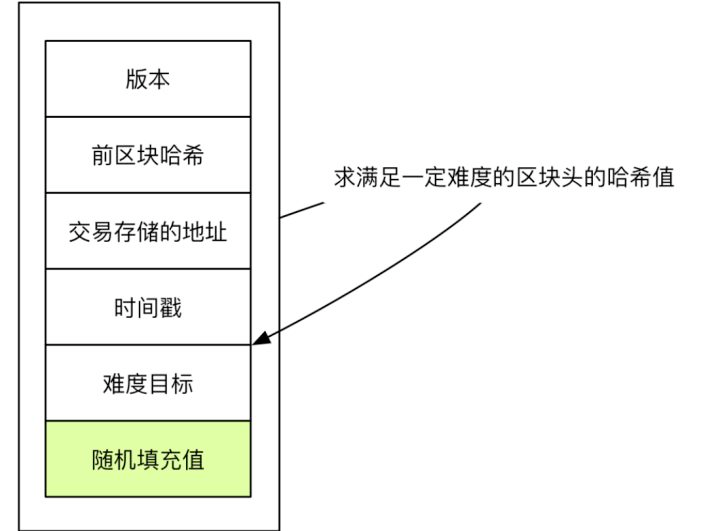 版本
前区块哈希
求满足一定难度的区块头的哈希值
交易存储的地址
时间戳
难度目标
随机填充值